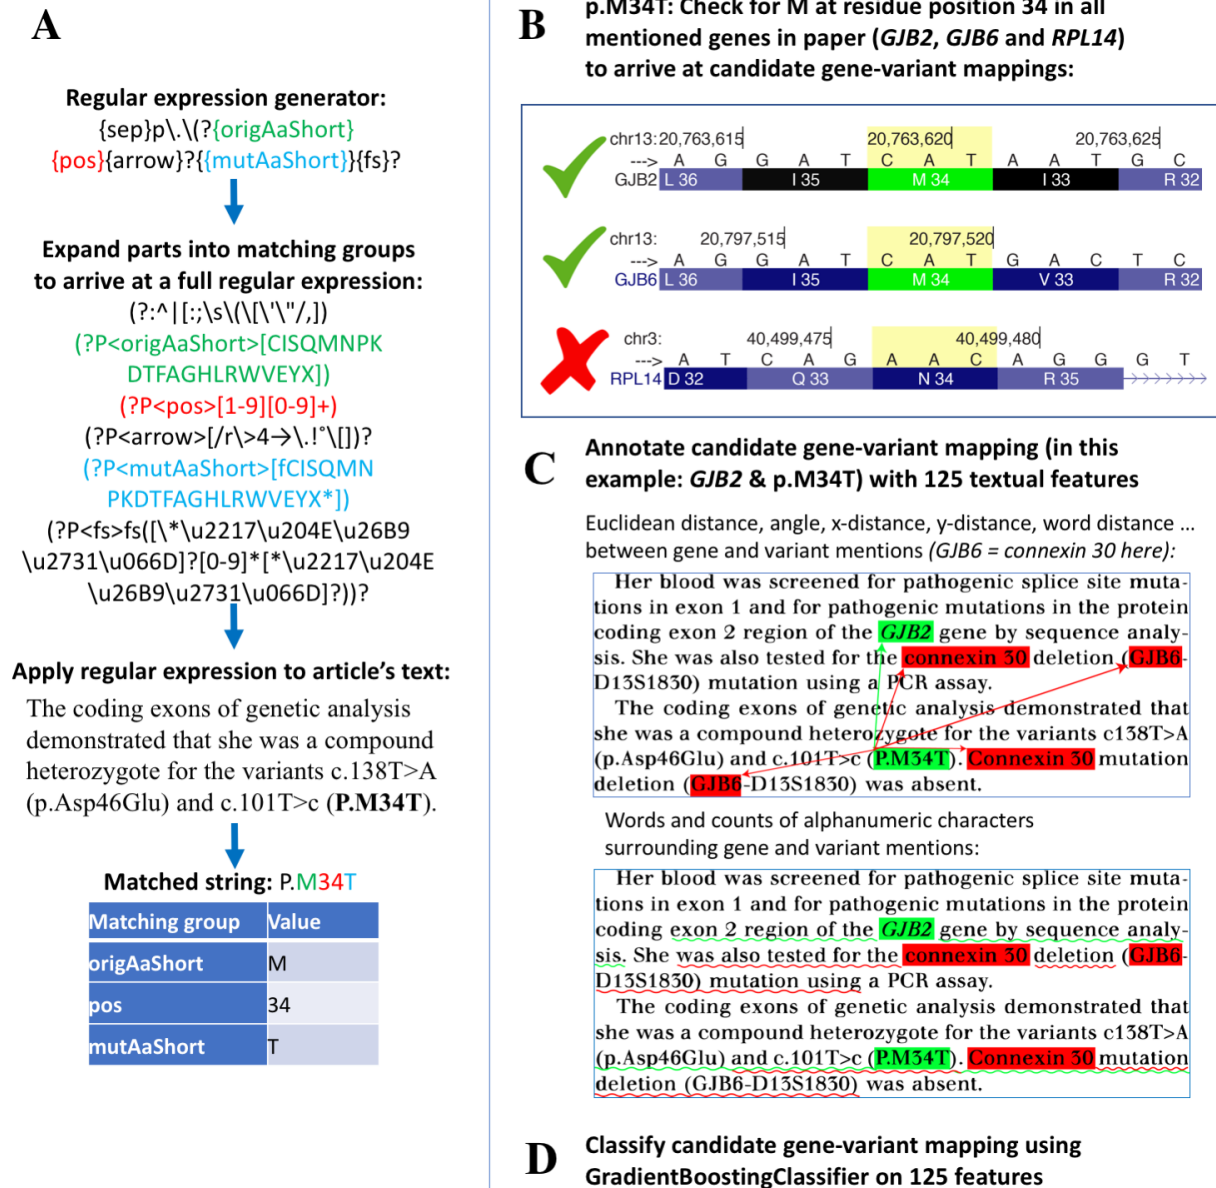 A
Regular expression generator:
{sep}p\.\(?{origAaShort}
{pos}{arrow}?{{mutAaShort}}{fs}?
Expand parts into matching groups
to arrive at a full regular expression:
(?:^|[:;\s\(\[\'\"/,])
(?P<origAaShort>[CISQMNPK
DTFAGHLRWVEYX])
(?P<pos>[1-9][0-9]+)
(?P<arrow>[/r\>4→\.!˚\[])?
(?P<mutAaShort>[fCISQMN
PKDTFAGHLRWVEYX*])
(?P<fs>fs([\*\u2217\u204E\u26B9
\u2731\u066D]?[0-9]*[*\u2217\u204E
\u26B9\u2731\u066D]?))?
Apply regular expression to article's text:
The coding exons of genetic analysis
demonstrated that she was a compound
heterozygote for the variants c.138T>A
(p.Asp46Glu) and c.101T>c (P.M34T).
Matched string: P.M34T
Matching group Value
origAaShort M
pos 34
mutAaShort T
B
p.M34T: Check for M at residue position 34 in all
mentioned genes in paper (GJB2, GJB6 and RPL14)
to arrive at candidate gene-variant mappings:
chr13: 20,763,615 20,763,620 20,763,625
---> A G G A T C A T A A T G C
GJB2 L 36 I 35 M 34 I 33 R 32
chr13: 20,797,515 20,797,520
---> A G G A T C A T G A C T C
GJB6 L 36 I 35 M 34 V 33 R 32
chr3: 40,499,475 40,499,480
---> A T C A G A A C A G G G T
RPL14 D 32 Q 33 N 34 R 35
C
Annotate candidate gene-variant mapping (in this
example: GJB2 & p.M34T) with 125 textual features
Euclidean distance, angle, x-distance, y-distance, word distance ...
between gene and variant mentions (GJB6 = connexin 30 here):
Her blood was screened for pathogenic splice site muta-
tions in exon 1 and for pathogenic mutations in the protein
coding exon 2 region of the GJB2 gene by sequence analy-
sis. She was also tested for the connexin 30 deletion (GJB6-
D13S1830) mutation using a PCR assay.
The coding exons of genetic analysis demonstrated that
she was a compound heterozygote for the variants c138T>A
(p.Asp46Glu) and c.101T>c (P.M34T). Connexin 30 mutation
deletion (GJB6-D13S1830) was absent.
Words and counts of alphanumeric characters
surrounding gene and variant mentions:
Her blood was screened for pathogenic splice site muta-
tions in exon 1 and for pathogenic mutations in the protein
coding exon 2 region of the GJB2 gene by sequence analy-
sis. She was also tested for the connexin 30 deletion (GJB6-
D13S1830) mutation using a PCR assay.
The coding exons of genetic analysis demonstrated that
she was a compound heterozygote for the variants c138T>A
(p.Asp46Glu) and c.101T>c (P.M34T). Connexin 30 mutation
deletion (GJB6-D13S1830) was absent.
D
Classify candidate gene-variant mapping using
GradientBoostingClassifier on 125 features